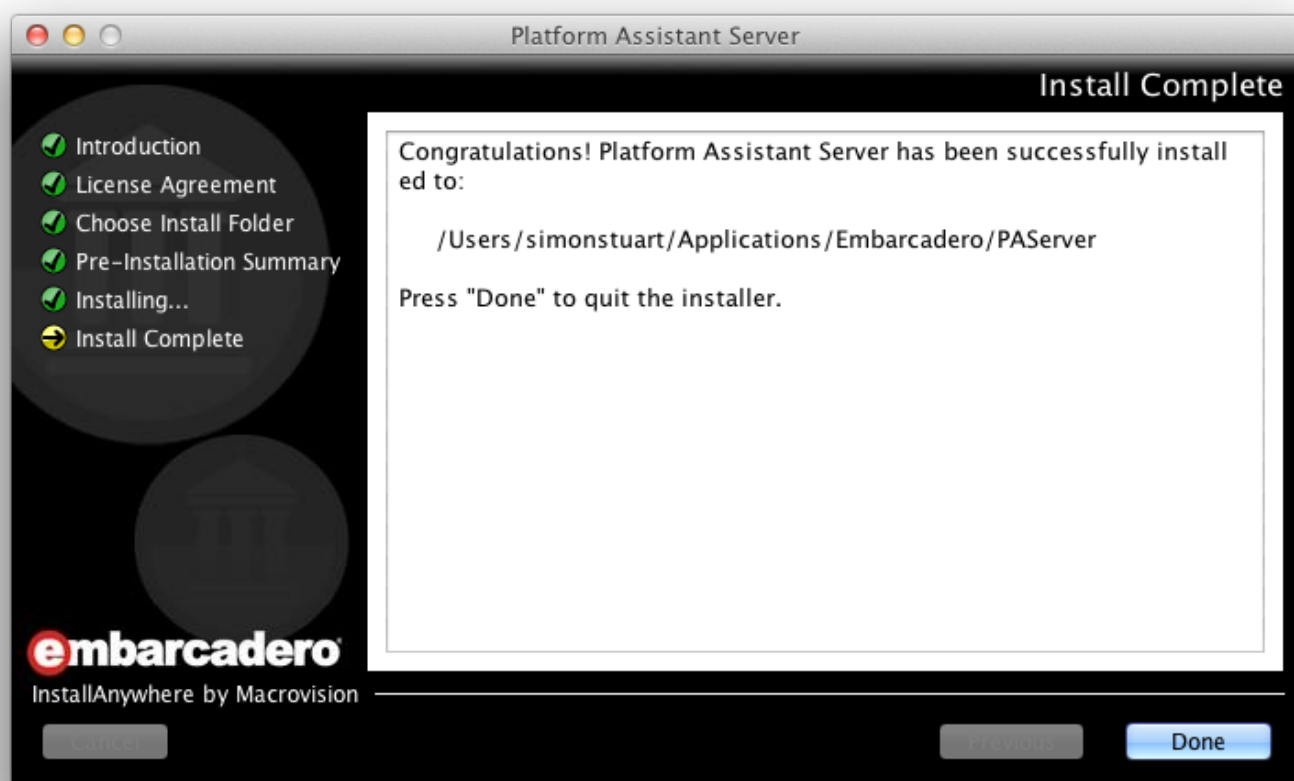 Platform Assistant Server
Install Complete
Introduction
License Agreement
Choose Install Folder
Pre-Installation Summary
Installing...
Install Complete
Congratulations! Platform Assistant Server has been successfully install
ed to:
/Users/simonstuart/Applications/Embarcadero/PAServer
Press "Done" to quit the installer.
embarcadero
InstallAnywhere by Macrovision
Cancel
Previous
Done